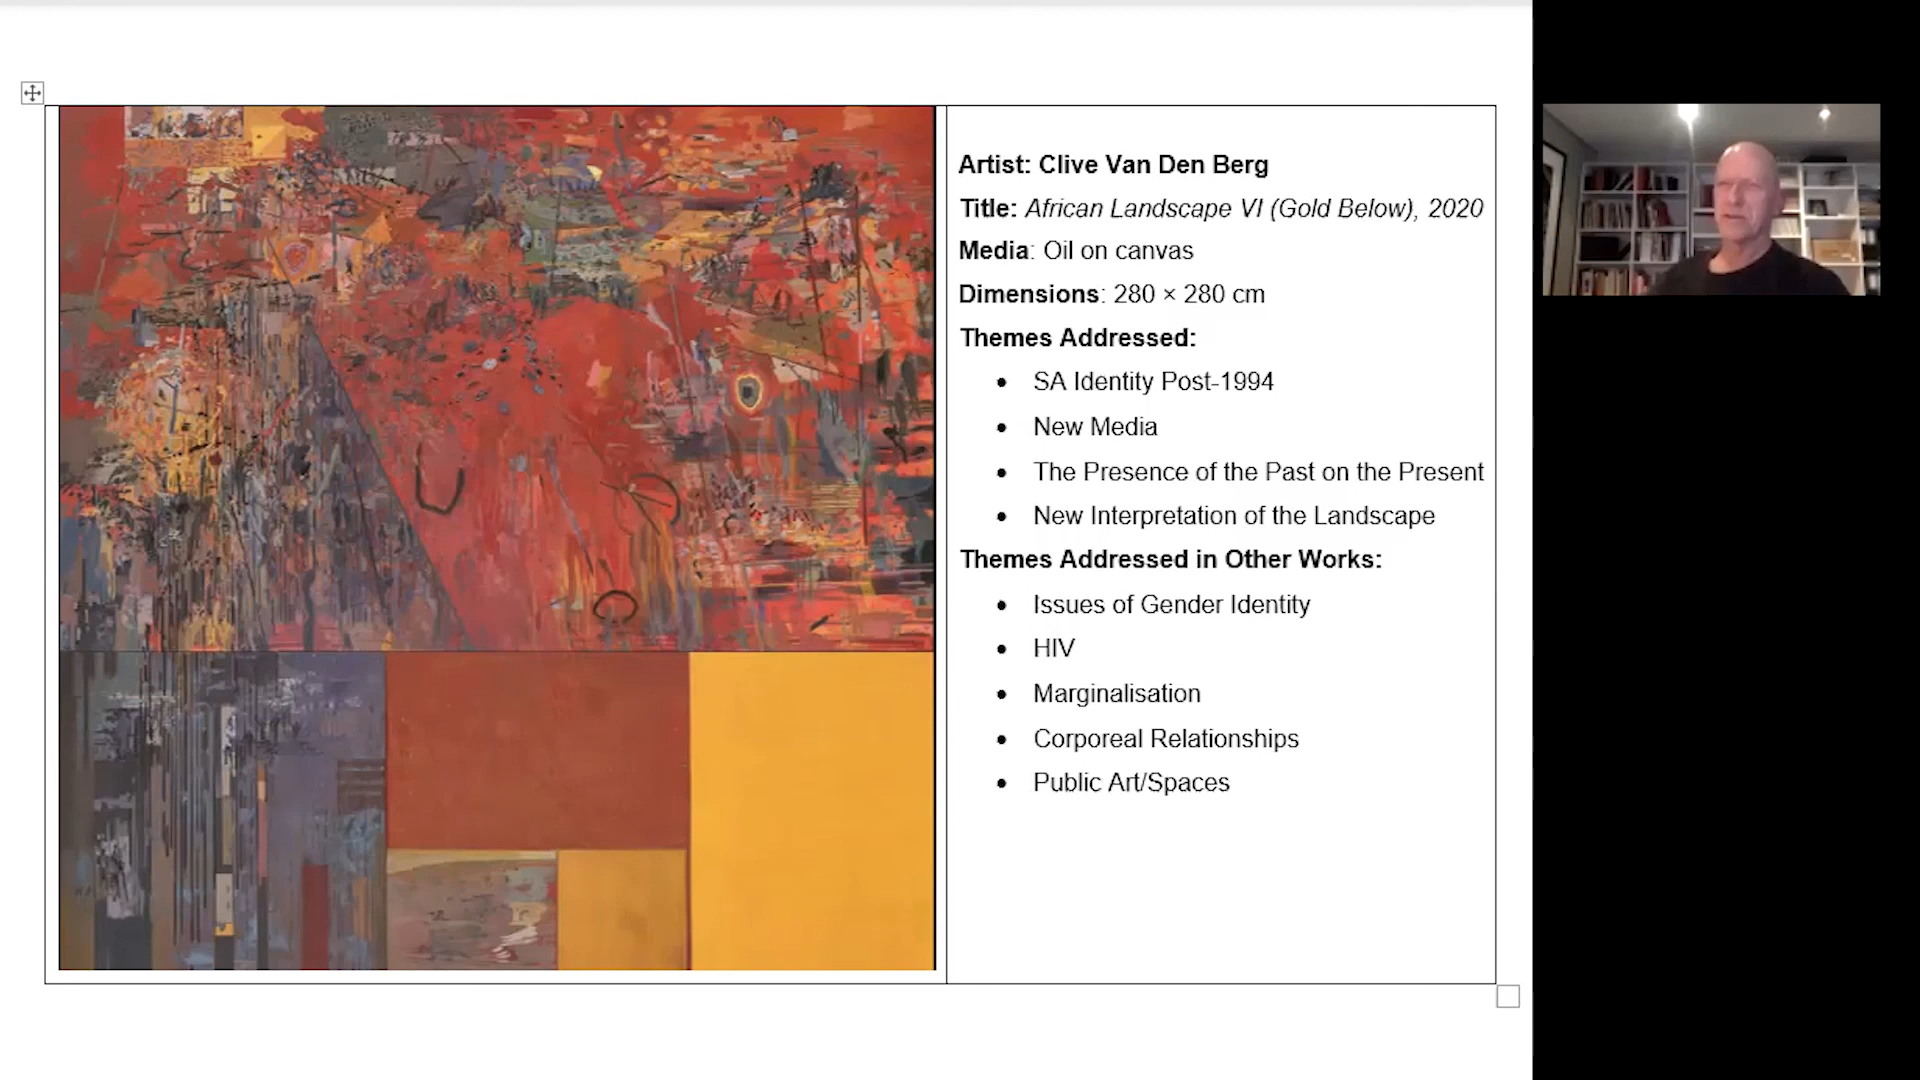 Artist: Clive Van Den Berg
Title: African Landscape VI (Gold Below), 2020
Media: Oil on canvas
Dimensions: 280 × 280 cm
Themes Addressed:
• SA Identity Post-1994
• New Media
• The Presence of the Past on the Present
• New Interpretation of the Landscape
Themes Addressed in Other Works:
• Issues of Gender Identity
• HIV
• Marginalisation
• Corporeal Relationships
• Public Art/Spaces